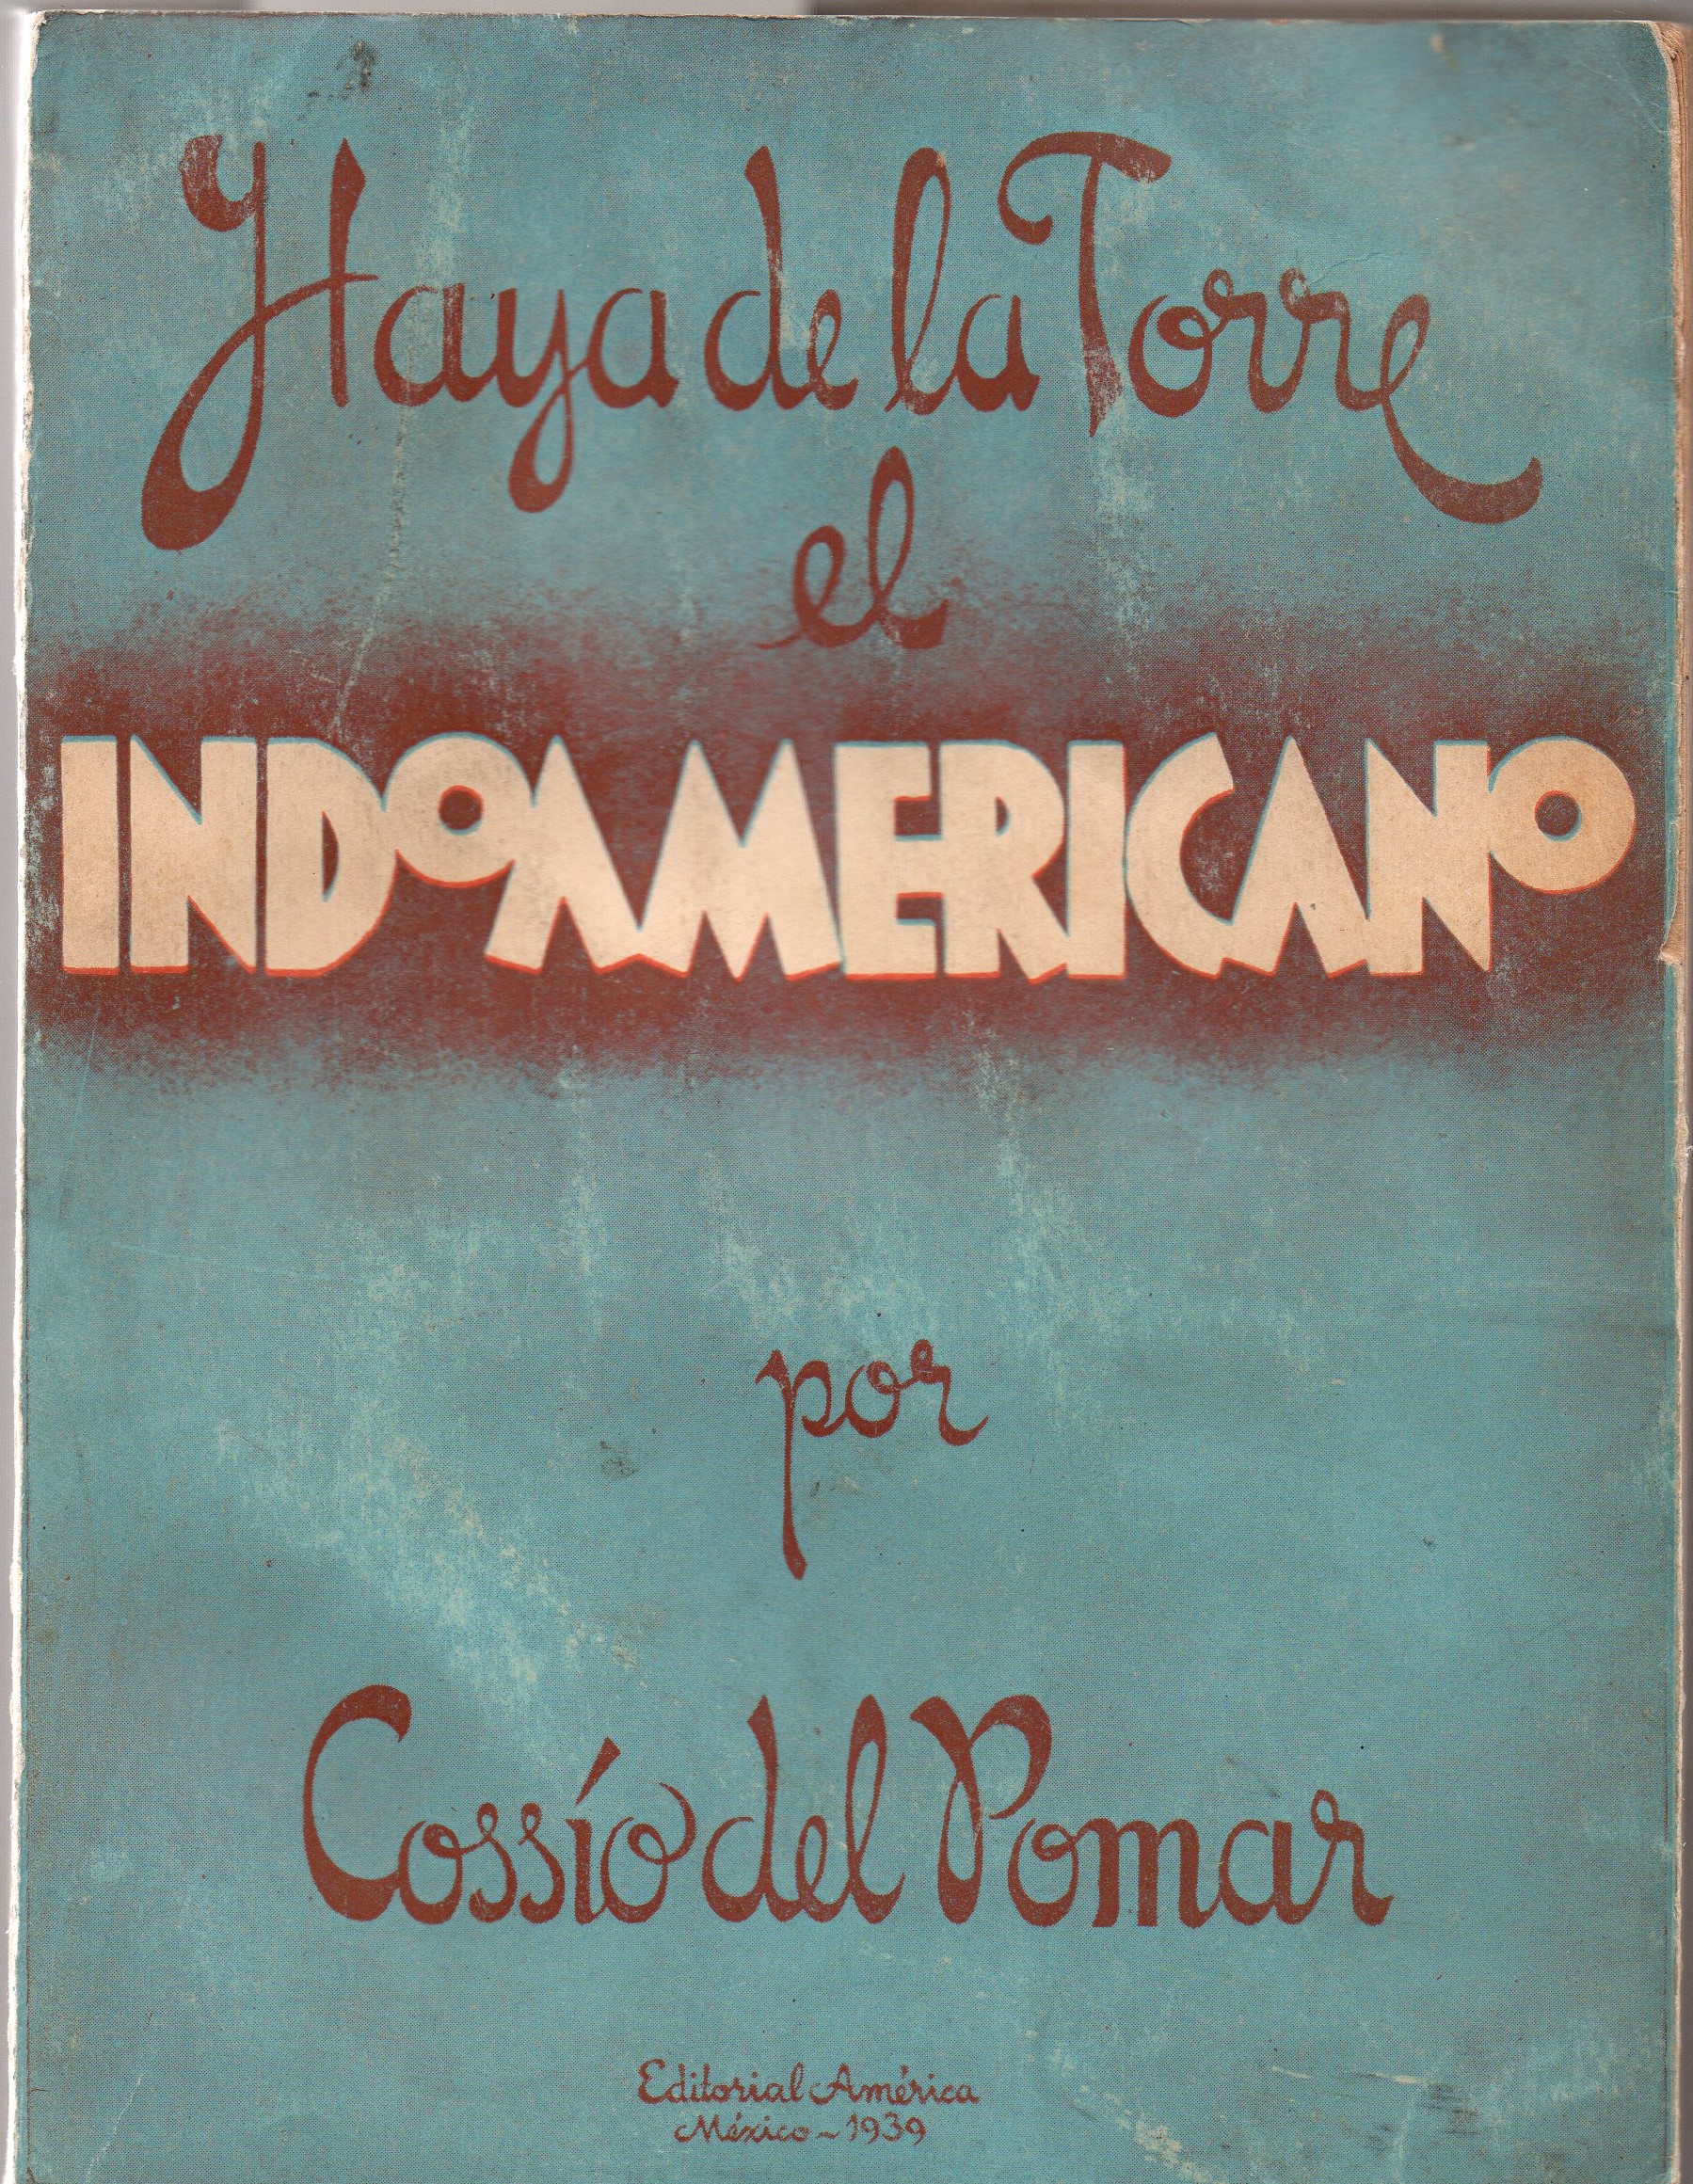 Haya de la Torre
el
INDOAMERICANO
por
Cossío del Pomar
Editorial América
México - 1939